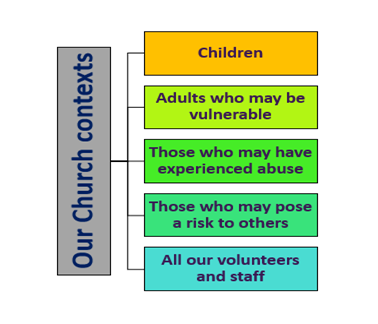 Our Church contexts
Children
Adults who may be
vulnerable
Those who may have
experienced abuse
Those who may pose
a risk to others
All our volunteers
and staff